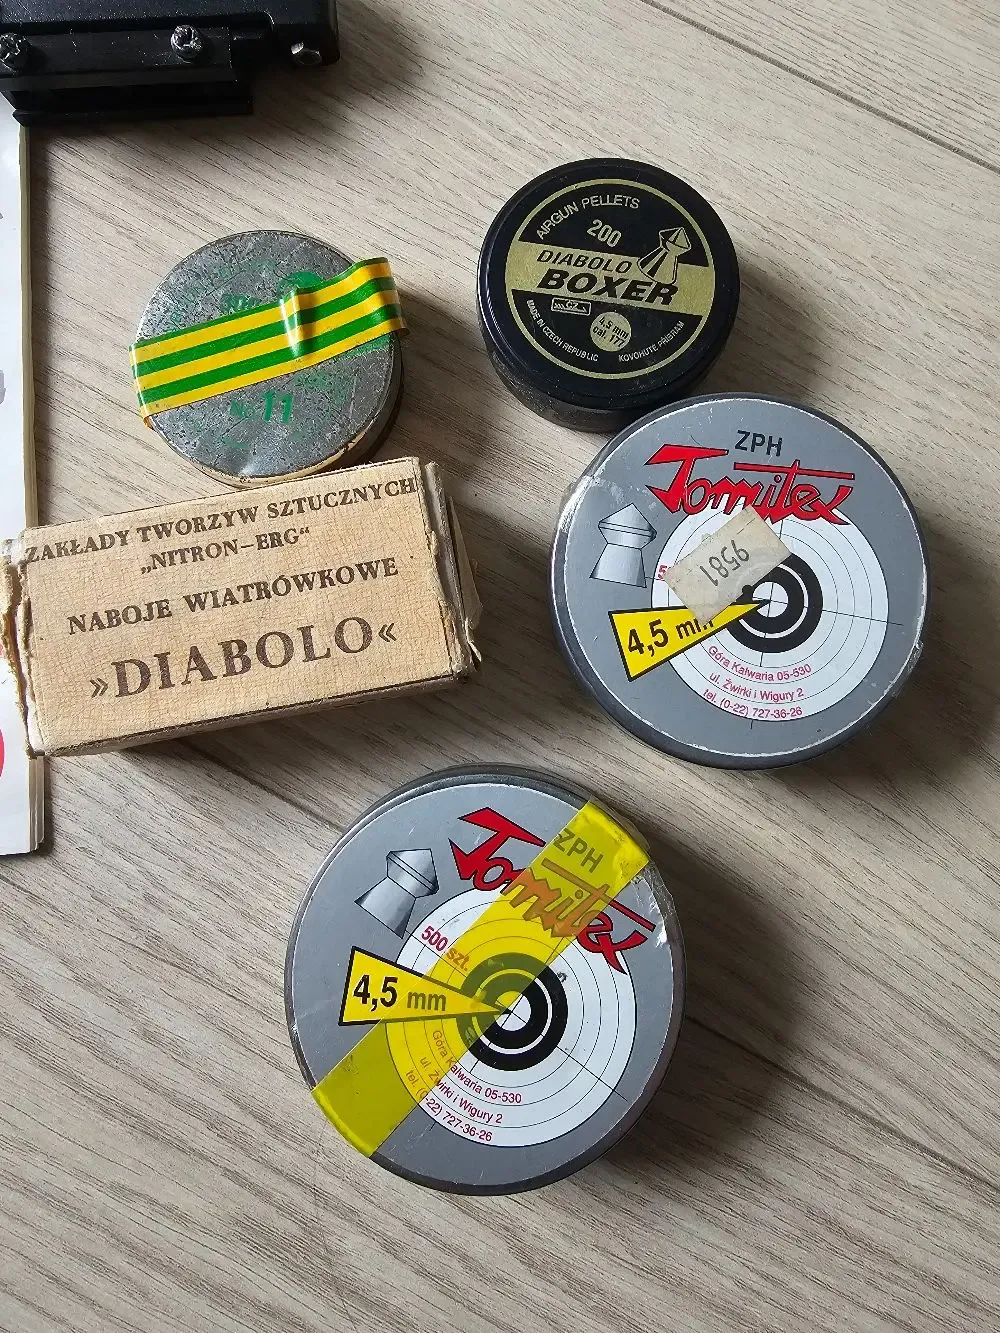 AIRGUN PELLETS
200
DIABOLO
BOXER
CZ
4,5 mm
cal. 177
MADE IN CZECH REPUBLIC
KOVOHUTĚ PŘÍBRAM
No 11
ZAKŁADY TWORZYW SZTUCZNYCH
„NITRON–ERG“
NABOJE WIATRÓWKOWE
»DIABOLO«
ZPH
Tomitex
9581
4,5 mm
Góra Kalwaria 05-530
ul. Żwirki i Wigury 2
tel. (0-22) 727-36-26
ZPH
Tomitex
500 szt.
4,5 mm
Góra Kalwaria 05-530
ul. Żwirki i Wigury 2
tel. (0-22) 727-36-26